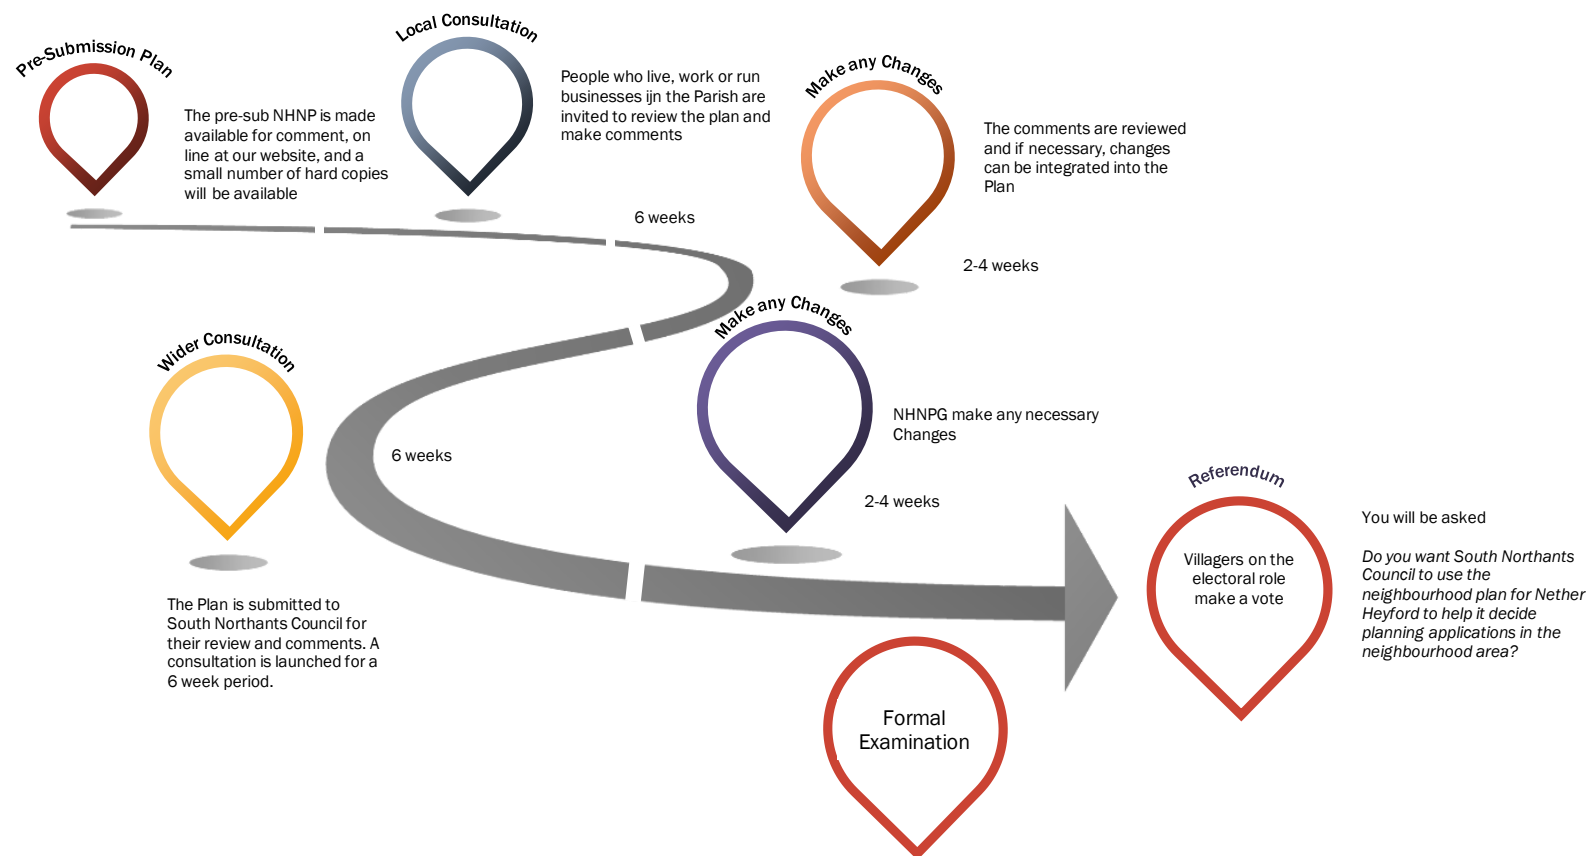 Pre-Submission Plan
The pre-sub NHNP is made
available for comment, on
line at our website, and a
small number of hard copies
will be available
Local Consultation
People who live, work or run
businesses ijn the Parish are
invited to review the plan and
make comments
6 weeks
Make any Changes
The comments are reviewed
and if necessary, changes
can be integrated into the
Plan
2-4 weeks
Wider Consultation
6 weeks
The Plan is submitted to
South Northants Council for
their review and comments. A
consultation is launched for a
6 week period.
Make any Changes
NHNPG make any necessary
Changes
2-4 weeks
Formal
Examination
Referendum
Villagers on the
electoral role
make a vote
You will be asked
Do you want South Northants
Council to use the
neighbourhood plan for Nether
Heyford to help it decide
planning applications in the
neighbourhood area?